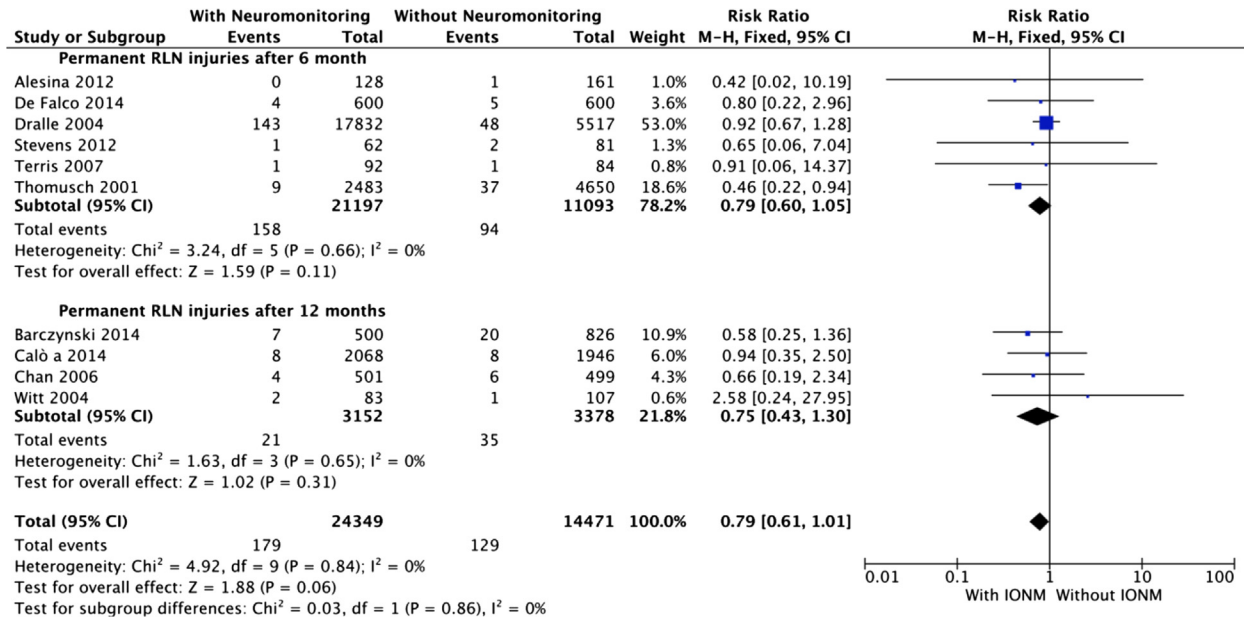 With Neuromonitoring Without Neuromonitoring Risk Ratio Risk Ratio
Study or Subgroup Events Total Events Total Weight M-H, Fixed, 95% CI M-H, Fixed, 95% CI
Permanent RLN injuries after 6 month
Alesina 2012 0 128 1 161 1.0% 0.42 [0.02, 10.19]
De Falco 2014 4 600 5 600 3.6% 0.80 [0.22, 2.96]
Dralle 2004 143 17832 48 5517 53.0% 0.92 [0.67, 1.28]
Stevens 2012 1 62 2 81 1.3% 0.65 [0.06, 7.04]
Terris 2007 1 92 1 84 0.8% 0.91 [0.06, 14.37]
Thomusch 2001 9 2483 37 4650 18.6% 0.46 [0.22, 0.94]
Subtotal (95% CI) 21197 11093 78.2% 0.79 [0.60, 1.05]
Total events 158 94
Heterogeneity: Chi² = 3.24, df = 5 (P = 0.66); I² = 0%
Test for overall effect: Z = 1.59 (P = 0.11)
Permanent RLN injuries after 12 months
Barczynski 2014 7 500 20 826 10.9% 0.58 [0.25, 1.36]
Calò a 2014 8 2068 8 1946 6.0% 0.94 [0.35, 2.50]
Chan 2006 4 501 6 499 4.3% 0.66 [0.19, 2.34]
Witt 2004 2 83 1 107 0.6% 2.58 [0.24, 27.95]
Subtotal (95% CI) 3152 3378 21.8% 0.75 [0.43, 1.30]
Total events 21 35
Heterogeneity: Chi² = 1.63, df = 3 (P = 0.65); I² = 0%
Test for overall effect: Z = 1.02 (P = 0.31)
Total (95% CI) 24349 14471 100.0% 0.79 [0.61, 1.01]
Total events 179 129
Heterogeneity: Chi² = 4.92, df = 9 (P = 0.84); I² = 0%
Test for overall effect: Z = 1.88 (P = 0.06)
Test for subgroup differences: Chi² = 0.03, df = 1 (P = 0.86), I² = 0%
0.01 0.1 1 10 100
With IONM Without IONM